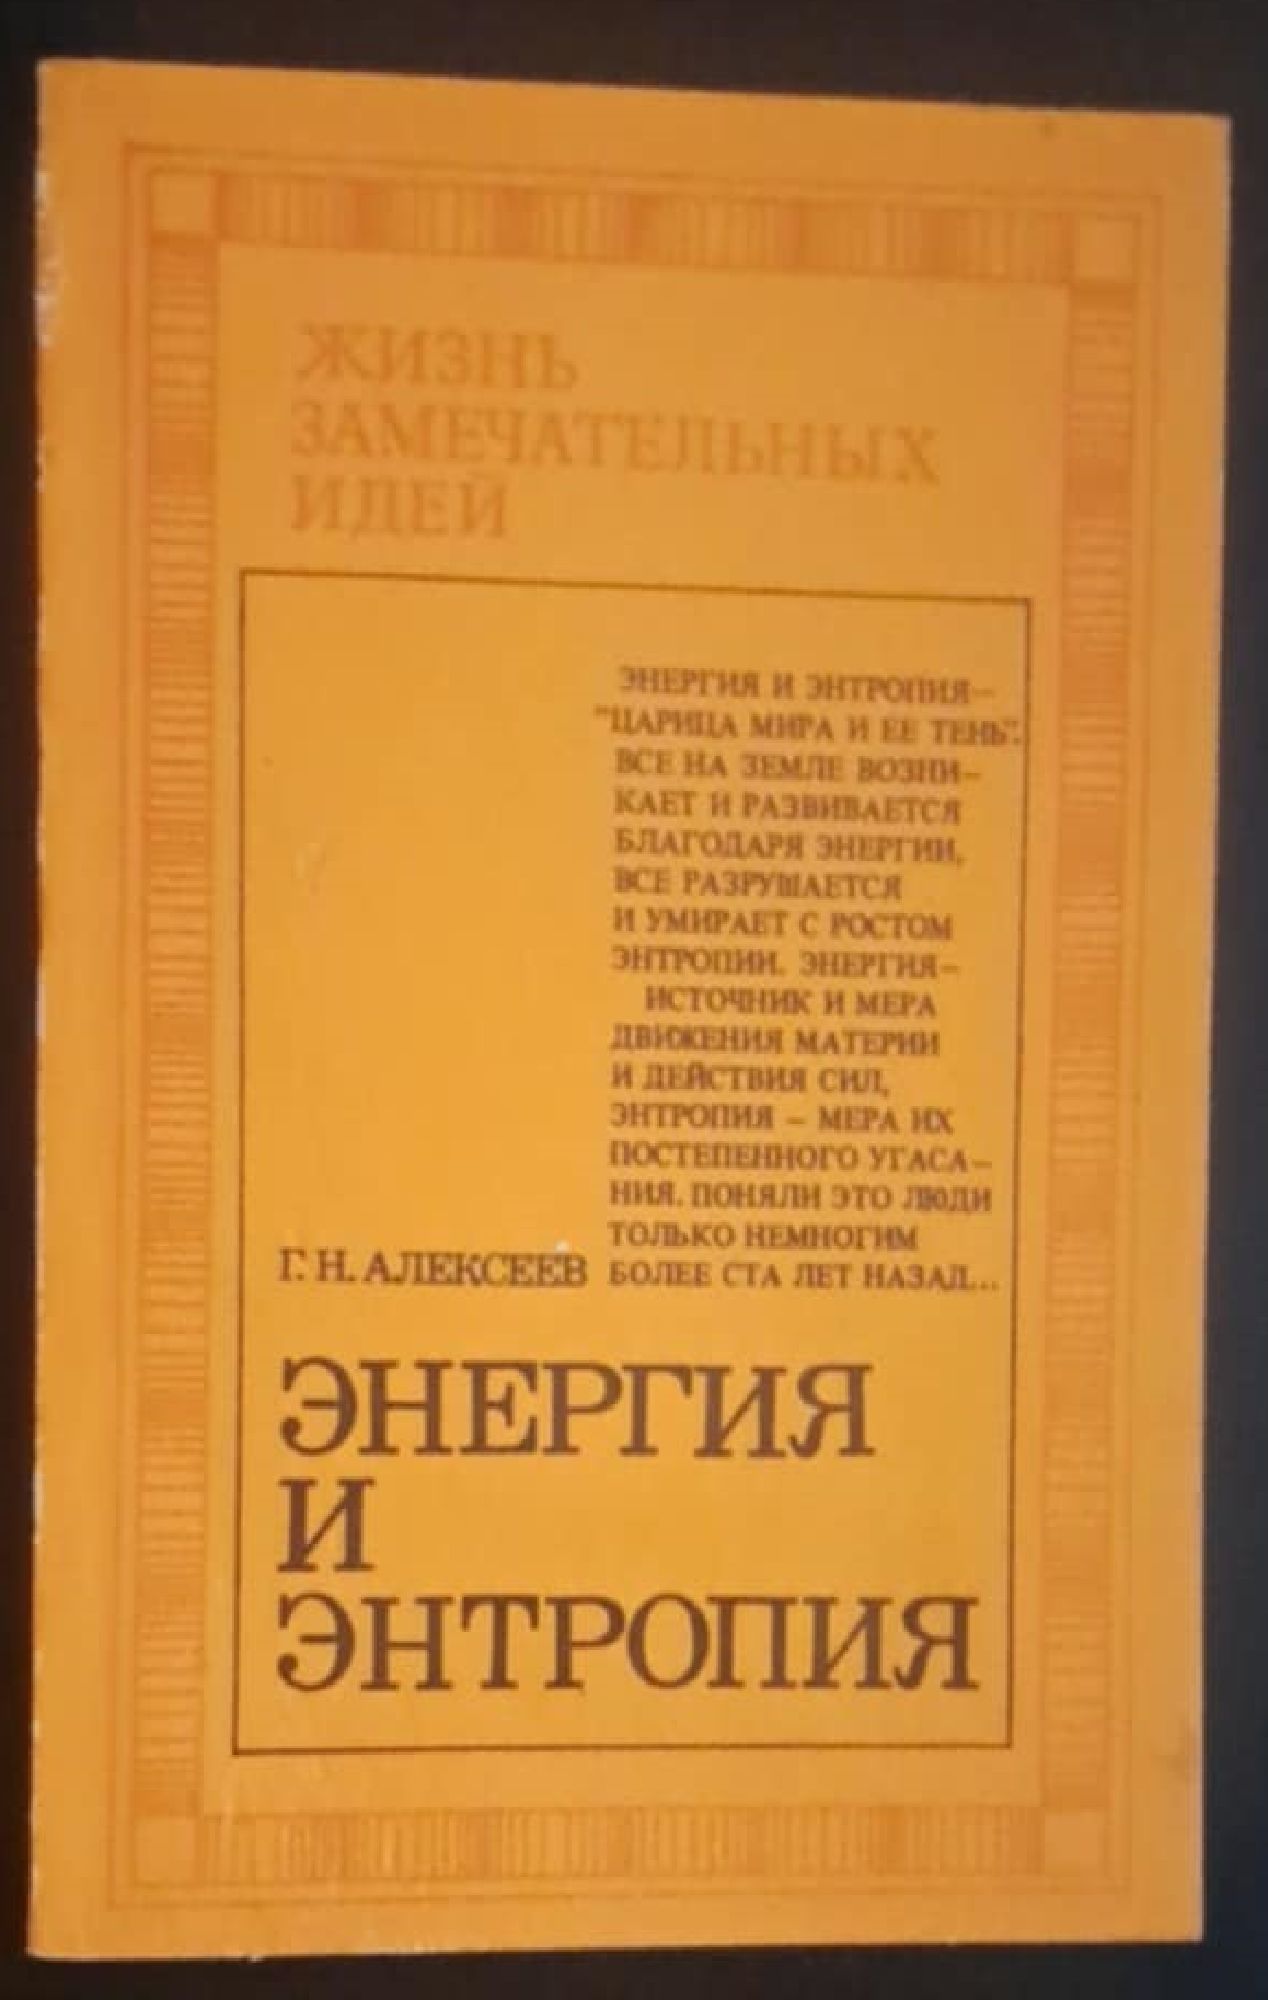 ЖИЗНЬ
ЗАМЕЧАТЕЛЬНЫХ
ИДЕЙ
ЭНЕРГИЯ И ЭНТРОПИЯ–
"ЦАРИЦА МИРА И ЕЕ ТЕНЬ".
ВСЕ НА ЗЕМЛЕ ВОЗНИ–
КАЕТ И РАЗВИВАЕТСЯ
БЛАГОДАРЯ ЭНЕРГИИ,
ВСЕ РАЗРУШАЕТСЯ
И УМИРАЕТ С РОСТОМ
ЭНТРОПИИ. ЭНЕРГИЯ–
ИСТОЧНИК И МЕРА
ДВИЖЕНИЯ МАТЕРИИ
И ДЕЙСТВИЯ СИЛ,
ЭНТРОПИЯ – МЕРА ИХ
ПОСТЕПЕННОГО УГАСА–
НИЯ. ПОНЯЛИ ЭТО ЛЮДИ
ТОЛЬКО НЕМНОГИМ
БОЛЕЕ СТА ЛЕТ НАЗАД...
Г. Н. АЛЕКСЕЕВ
ЭНЕРГИЯ
И
ЭНТРОПИЯ